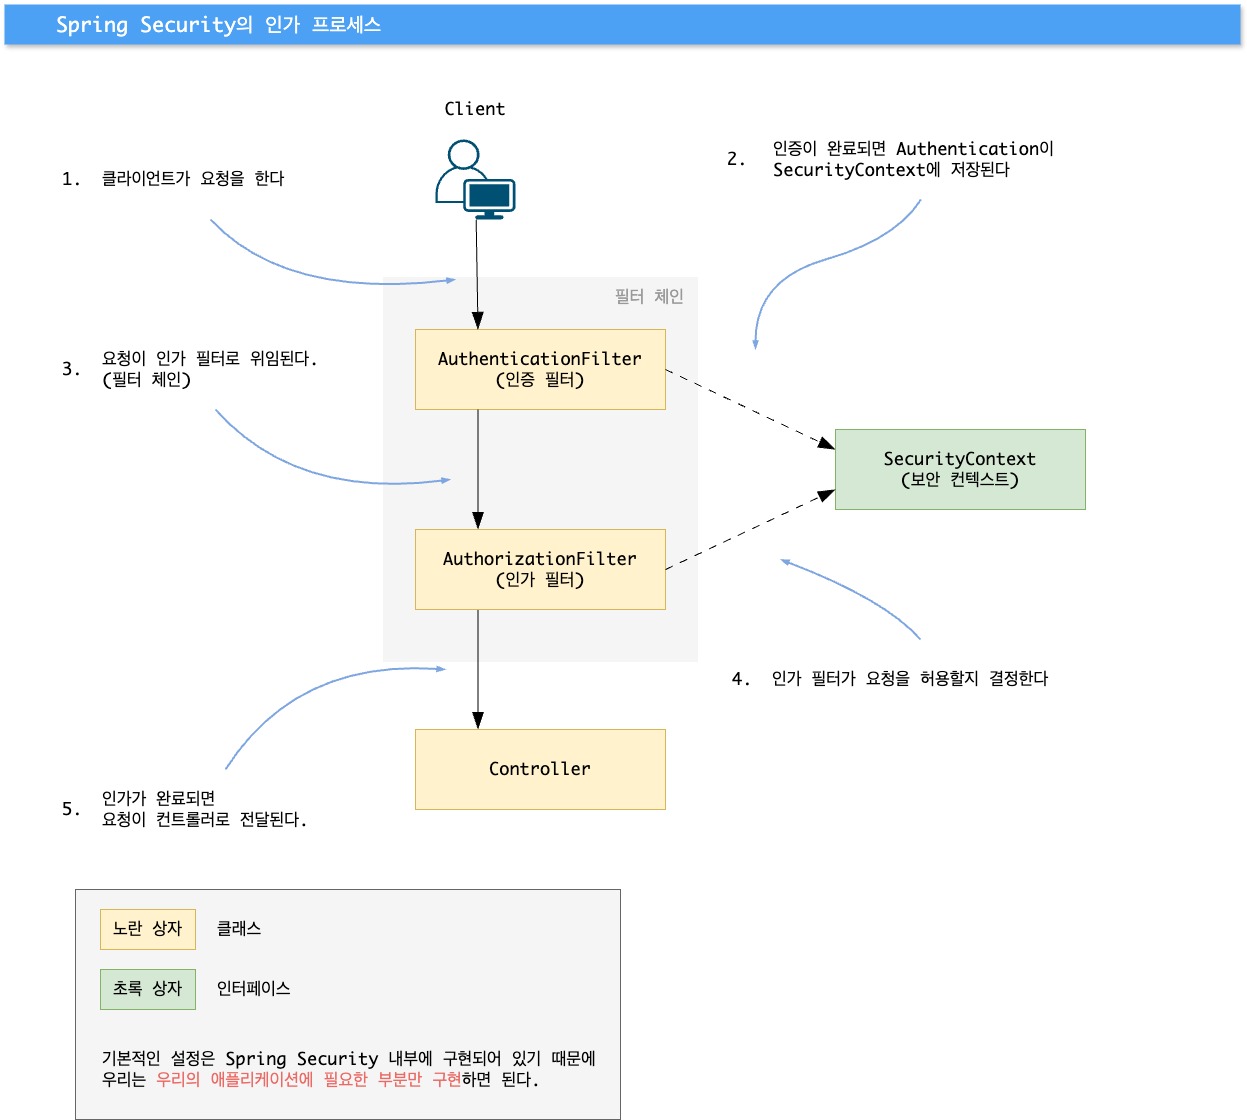 Spring Security의 인가 프로세스
Client
1. 클라이언트가 요청을 한다
2. 인증이 완료되면 Authentication이
SecurityContext에 저장된다
필터 체인
AuthenticationFilter
(인증 필터)
3. 요청이 인가 필터로 위임된다.
(필터 체인)
SecurityContext
(보안 컨텍스트)
AuthorizationFilter
(인가 필터)
4. 인가 필터가 요청을 허용할지 결정한다
Controller
5. 인가가 완료되면
요청이 컨트롤러로 전달된다.
노란 상자 클래스
초록 상자 인터페이스
기본적인 설정은 Spring Security 내부에 구현되어 있기 때문에
우리는 우리의 애플리케이션에 필요한 부분만 구현하면 된다.